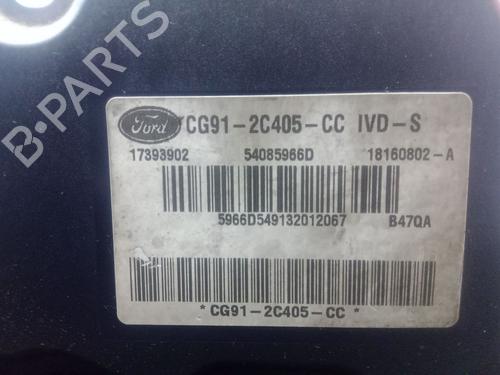 B-PARTS
Ford CG91-2C405-CC IVD-S
17393902 54085966D 18160802-A
5966D549132012067 B47QA
*CG91-2C405-CC*